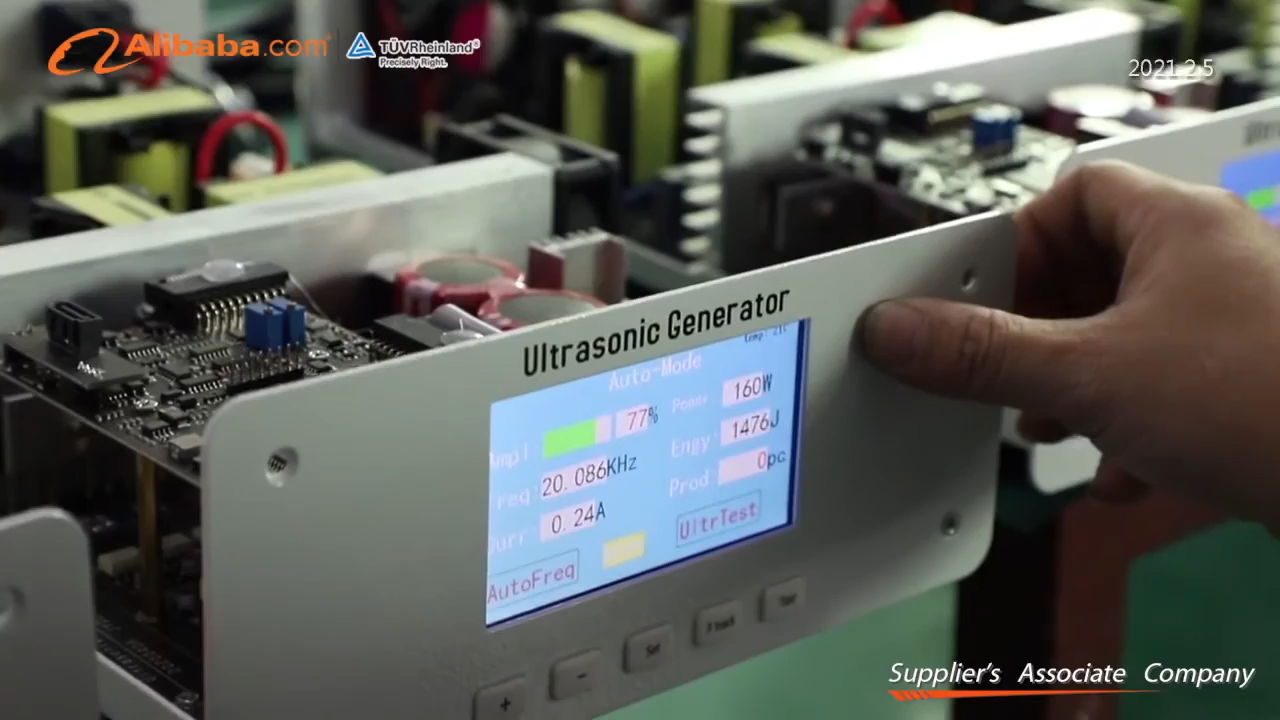 Alibaba.com
TÜVRheinland®
Precisely Right.
2021.2.5
Ultrasonic Generator
Auto-Mode
Ampl: 77%
Power 160W
Freq: 20.086KHz
Engy: 1476J
Curr 0.24A
Prod 0pc
AutoFreq
UltrTest
+
-
Set
Supplier's Associate Company